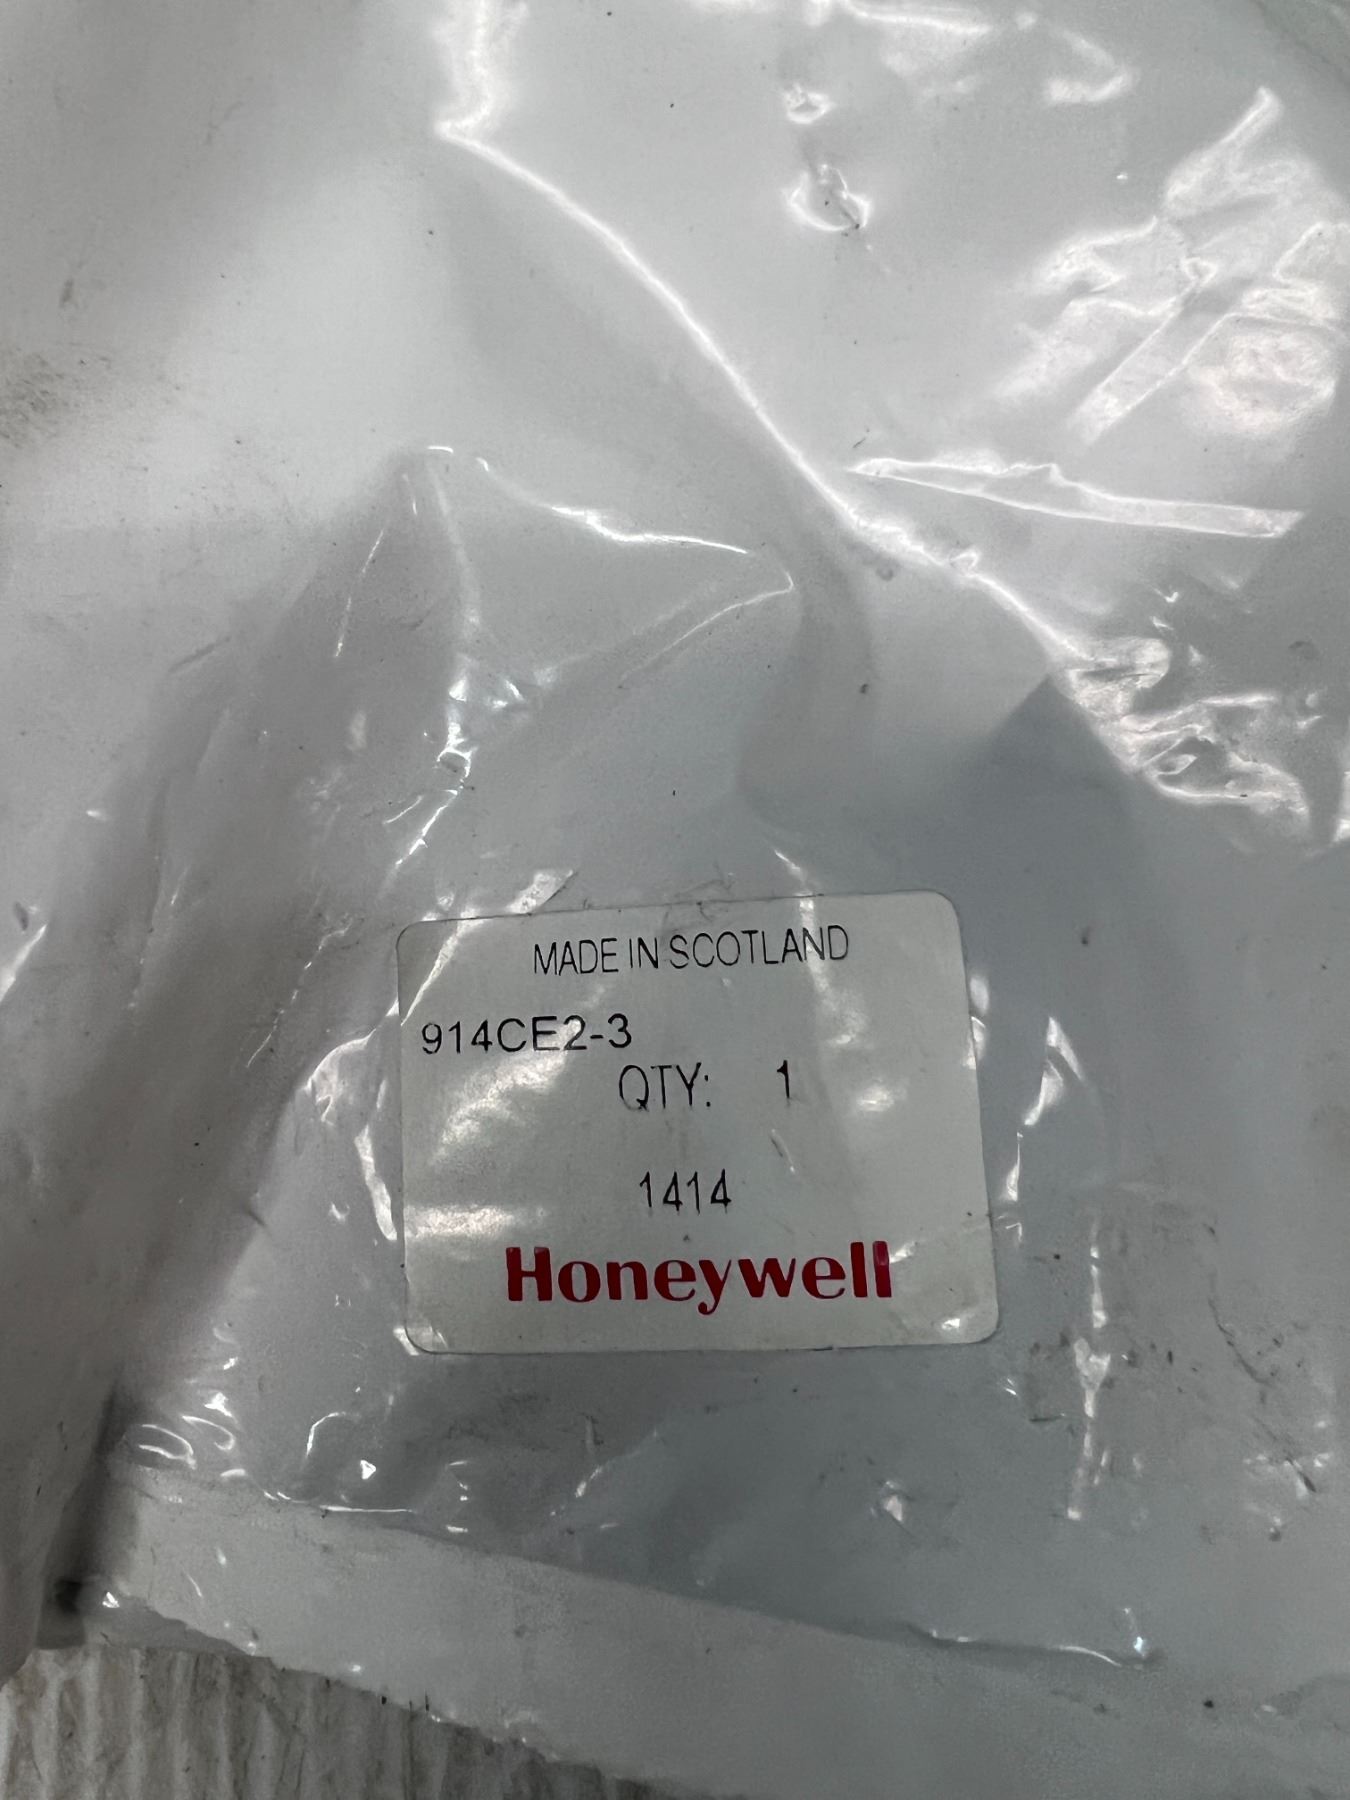 MADE IN SCOTLAND
914CE2-3
QTY: 1
1414
Honeywell